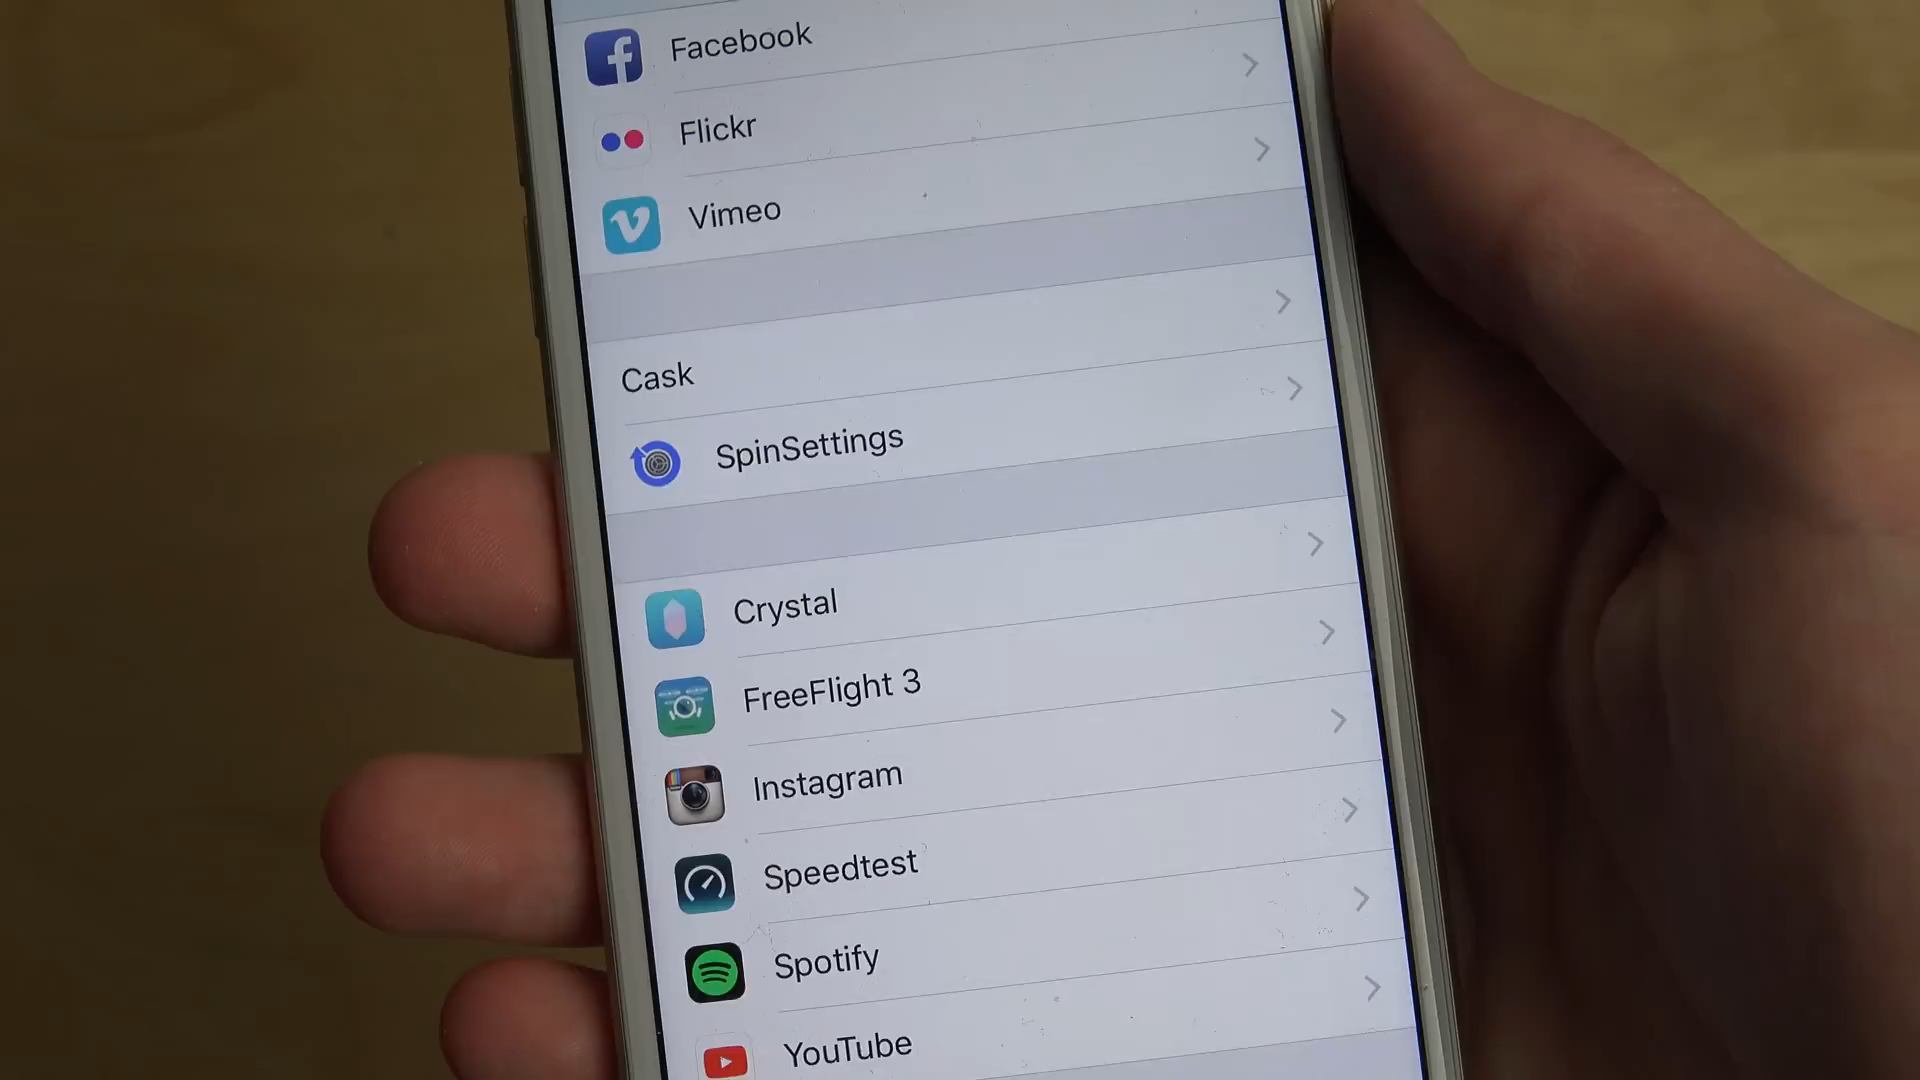 Facebook
Flickr
Vimeo
Cask
SpinSettings
Crystal
FreeFlight 3
Instagram
Speedtest
Spotify
YouTube